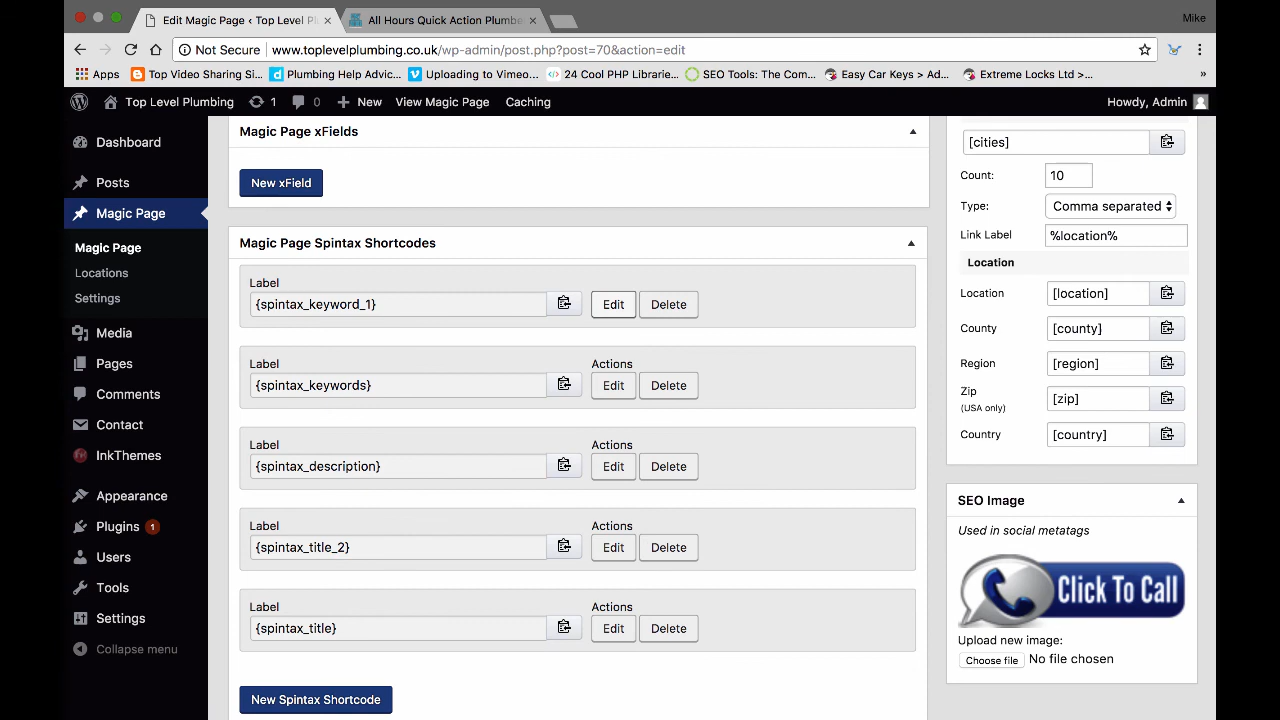 Edit Magic Page ‹ Top Level Pl
All Hours Quick Action Plumbe
Mike
Not Secure
www.toplevelplumbing.co.uk/wp-admin/post.php?post=70&action=edit
Apps
Top Video Sharing Si...
Plumbing Help Advic...
Uploading to Vimeo...
24 Cool PHP Librarie...
SEO Tools: The Com...
Easy Car Keys > Ad...
Extreme Locks Ltd >...
»
Top Level Plumbing
1
0
New
View Magic Page
Caching
Howdy, Admin
Dashboard
Posts
Magic Page
Magic Page
Locations
Settings
Media
Pages
Comments
Contact
InkThemes
Appearance
Plugins 1
Users
Tools
Settings
Collapse menu
Magic Page xFields
New xField
Magic Page Spintax Shortcodes
Label
{spintax_keyword_1}
Edit
Delete
Label
Actions
{spintax_keywords}
Edit
Delete
Label
Actions
{spintax_description}
Edit
Delete
Label
Actions
{spintax_title_2}
Edit
Delete
Label
Actions
{spintax_title}
Edit
Delete
New Spintax Shortcode
[cities]
Count: 10
Type: Comma separated
Link Label %location%
Location
Location [location]
County [county]
Region [region]
Zip [zip]
(USA only)
Country [country]
SEO Image
Used in social metatags
Click To Call
Upload new image:
Choose file No file chosen